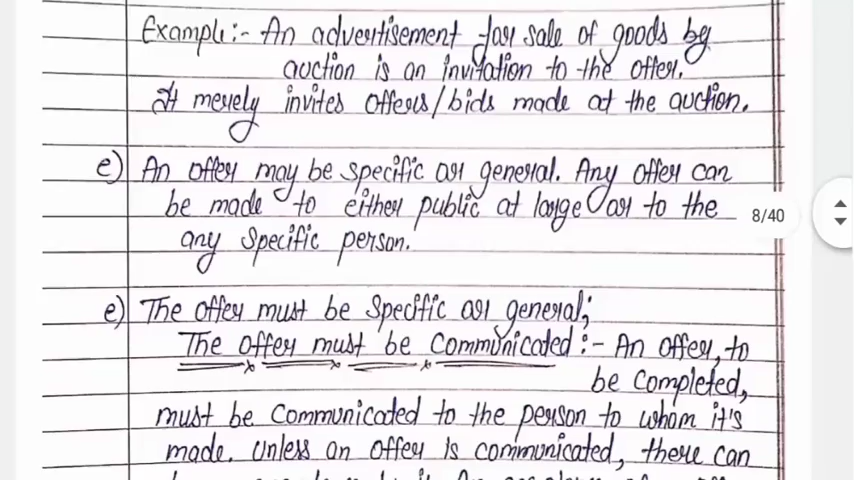 Example:- An advertisement for sale of goods by
auction is an invitation to the offer.
It merely invites offers/bids made at the auction.
e) An offer may be specific or general. Any offer can
be made to either public at large or to the
8/40
any specific person.
e) The offer must be specific or general;
The offer must be communicated :- An offer, to
be completed,
must be communicated to the person to whom it's
made. Unless an offer is communicated, there can